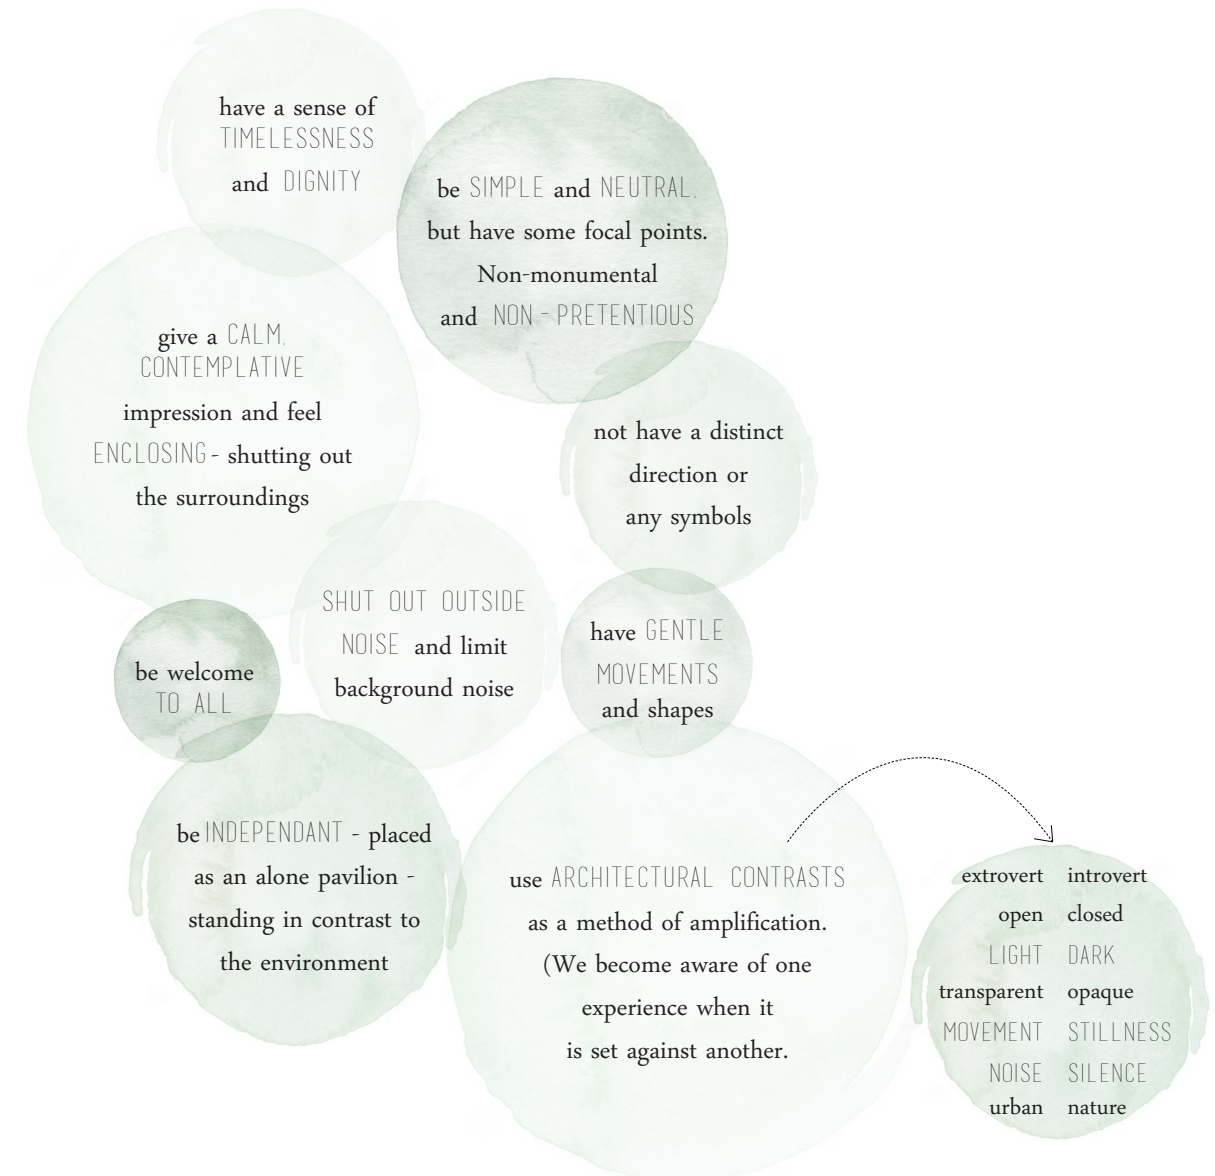 have a sense of
TIMELESSNESS
and DIGNITY
be SIMPLE and NEUTRAL,
but have some focal points.
Non-monumental
and NON - PRETENTIOUS
give a CALM,
CONTEMPLATIVE
impression and feel
ENCLOSING - shutting out
the surroundings
not have a distinct
direction or
any symbols
SHUT OUT OUTSIDE
NOISE and limit
background noise
have GENTLE
MOVEMENTS
and shapes
be welcome
TO ALL
be INDEPENDANT - placed
as an alone pavilion -
standing in contrast to
the environment
use ARCHITECTURAL CONTRASTS
as a method of amplification.
(We become aware of one
experience when it
is set against another.
extrovert introvert
open closed
LIGHT DARK
transparent opaque
MOVEMENT STILLNESS
NOISE SILENCE
urban nature